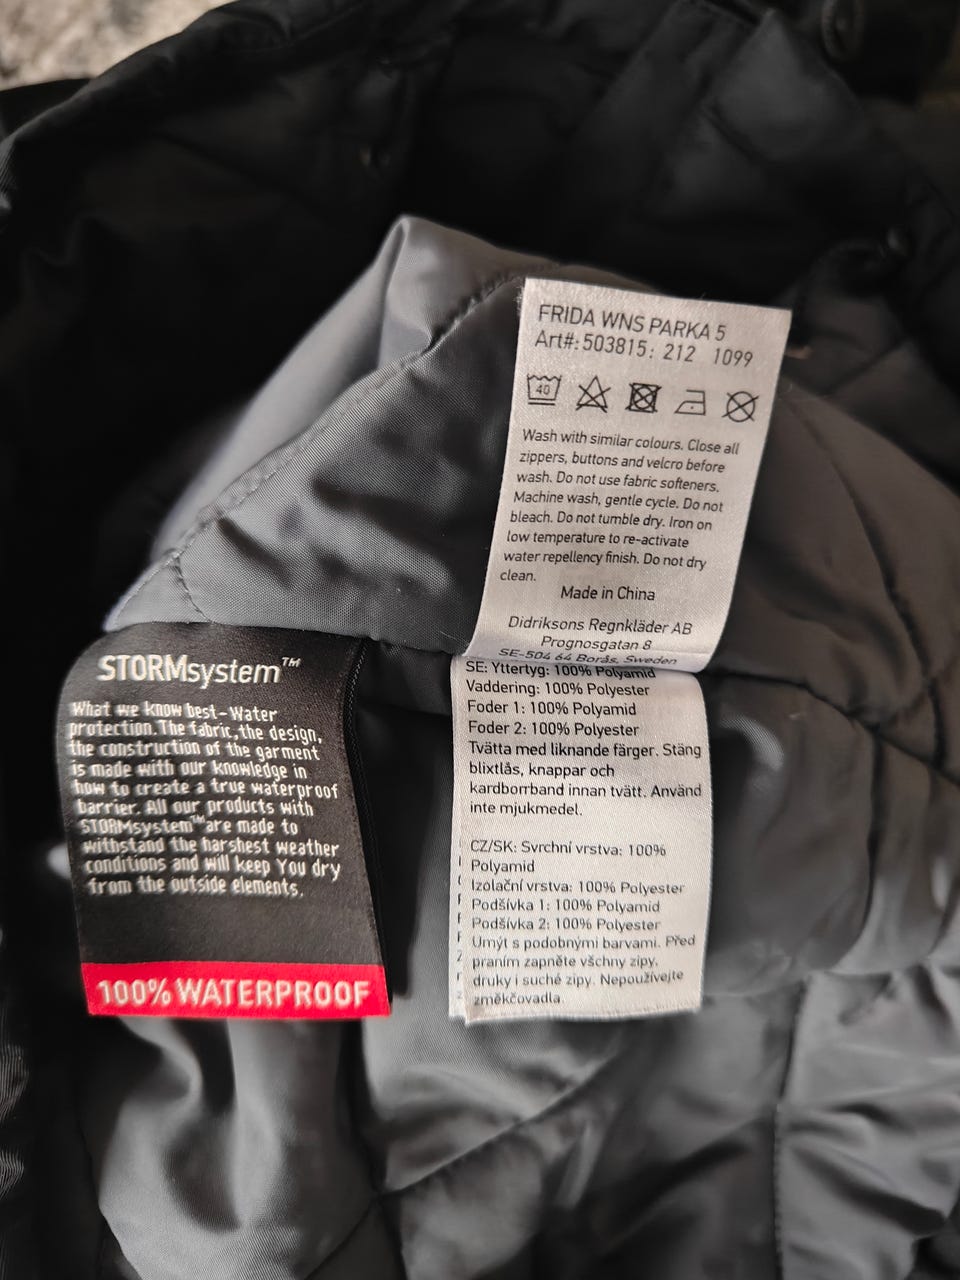 FRIDA WNS PARKA 5
Art#: 503815: 212 1099
40
Wash with similar colours. Close all
zippers, buttons and velcro before
wash. Do not use fabric softeners.
Machine wash, gentle cycle. Do not
bleach. Do not tumble dry. Iron on
low temperature to re-activate
water repellency finish. Do not dry
clean.
Made in China
Didriksons Regnkläder AB
Prognosgatan 8
SE-504 64 Borås, Sweden
SE: Yttertyg: 100% Polyamid
Vaddering: 100% Polyester
Foder 1: 100% Polyamid
Foder 2: 100% Polyester
Tvätta med liknande färger. Stäng
blixtlås, knappar och
kardborrband innan tvätt. Använd
inte mjukmedel.
CZ/SK: Svrchní vrstva: 100%
Polyamid
Izolační vrstva: 100% Polyester
Podšívka 1: 100% Polyamid
Podšívka 2: 100% Polyester
Umýt s podobnými barvami. Před
praním zapněte všchny zipy,
druky i suché zipy. Nepoužívejte
změkčovadla.
STORMsystem™
What we know best-Water
protection.The fabric,the design,
the construction of the garment
is made with our knowledge in
how to create a true waterproof
barrier. All our products with
STORMsystem™are made to
withstand the harshest weather
conditions and will keep You dry
from the outside elements.
100% WATERPROOF